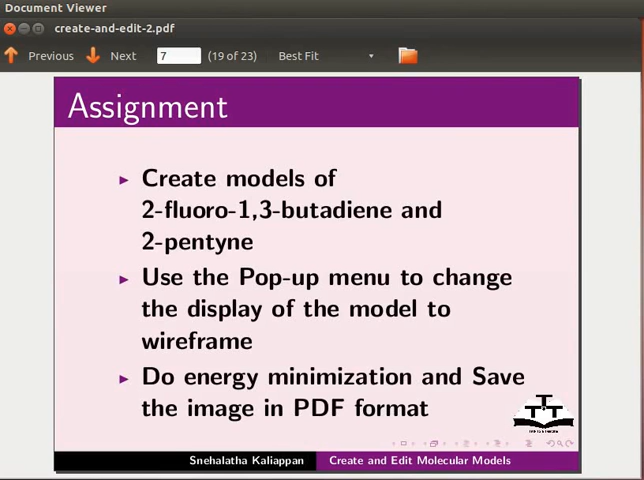 Document Viewer
create-and-edit-2.pdf
Previous Next 7 (19 of 23) Best Fit
Assignment
Create models of
2-fluoro-1,3-butadiene and
2-pentyne
Use the Pop-up menu to change
the display of the model to
wireframe
Do energy minimization and Save
the image in PDF format
Snehalatha Kaliappan Create and Edit Molecular Models